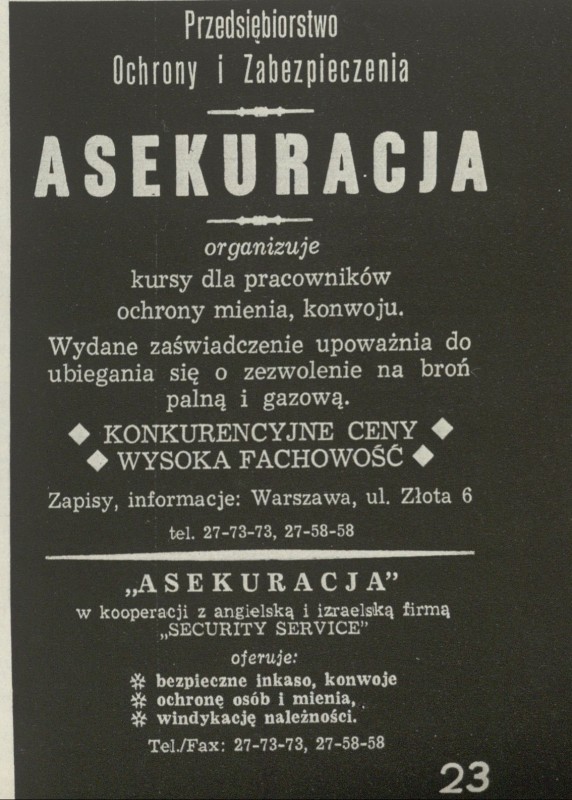 Przedsiębiorstwo
Ochrony i Zabezpieczenia
ASEKURACJA
organizuje
kursy dla pracowników
ochrony mienia, konwoju.
Wydane zaświadczenie upoważnia do
ubiegania się o zezwolenie na broń
palną i gazową.
◆ KONKURENCYJNE CENY ◆
◆ WYSOKA FACHOWOŚĆ ◆
Zapisy, informacje: Warszawa, ul. Złota 6
tel. 27-73-73, 27-58-58
„ASEKURACJA”
w kooperacji z angielską i izraelską firmą
„SECURITY SERVICE”
oferuje:
✲ bezpieczne inkaso, konwoje
✲ ochronę osób i mienia,
✲ windykację należności.
Tel./Fax: 27-73-73, 27-58-58
23